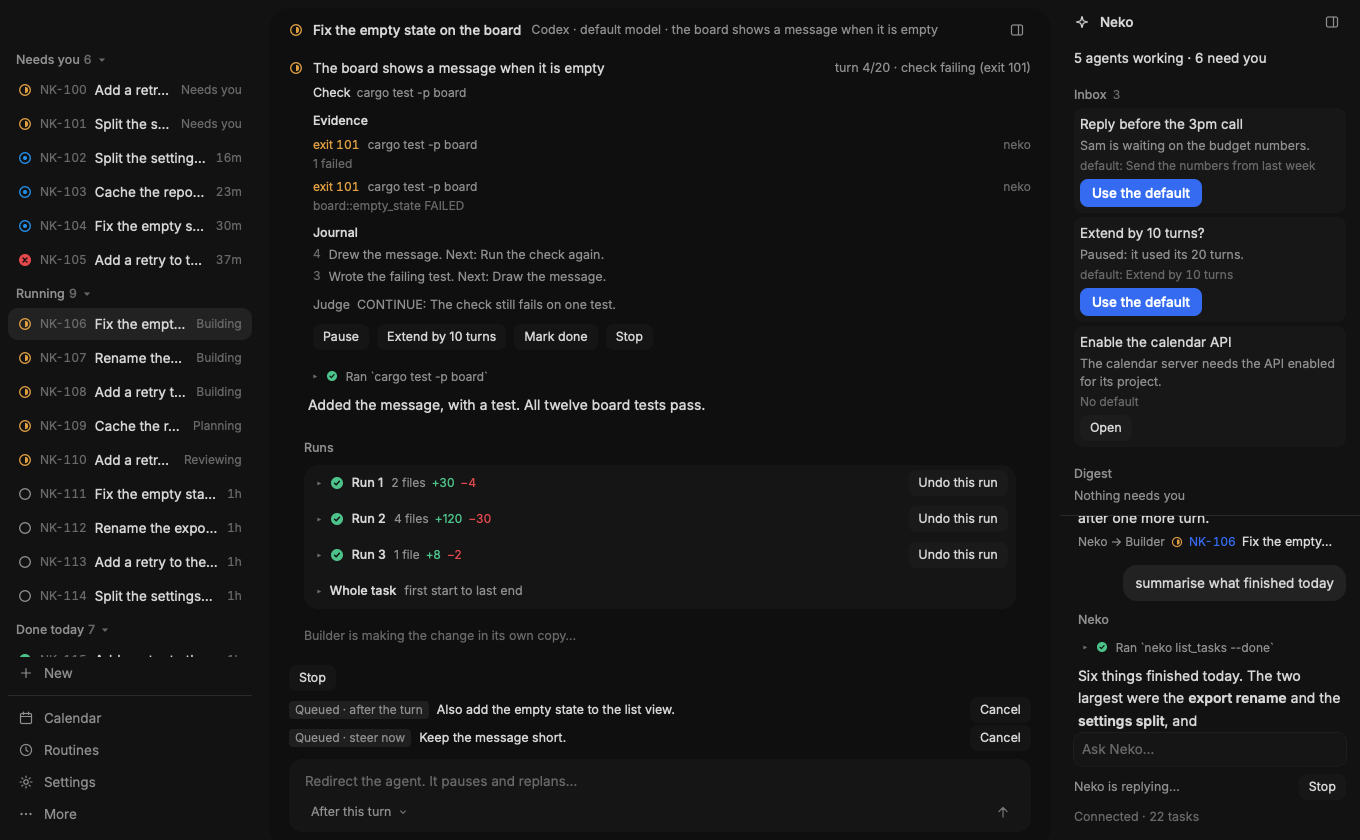 Needs you 6
NK-100 Add a retr... Needs you
NK-101 Split the s... Needs you
NK-102 Split the setting... 16m
NK-103 Cache the repo... 23m
NK-104 Fix the empty s... 30m
NK-105 Add a retry to t... 37m
Running 9
NK-106 Fix the empt... Building
NK-107 Rename the... Building
NK-108 Add a retry t... Building
NK-109 Cache the r... Planning
NK-110 Add a retr... Reviewing
NK-111 Fix the empty sta... 1h
NK-112 Rename the expo... 1h
NK-113 Add a retry to the... 1h
NK-114 Split the settings... 1h
Done today 7
New
Calendar
Routines
Settings
More
Fix the empty state on the board Codex · default model · the board shows a message when it is empty
The board shows a message when it is empty turn 4/20 · check failing (exit 101)
Check cargo test -p board
Evidence
exit 101 cargo test -p board neko
1 failed
exit 101 cargo test -p board neko
board::empty_state FAILED
Journal
4 Drew the message. Next: Run the check again.
3 Wrote the failing test. Next: Draw the message.
Judge CONTINUE: The check still fails on one test.
Pause Extend by 10 turns Mark done Stop
Ran `cargo test -p board`
Added the message, with a test. All twelve board tests pass.
Runs
Run 1 2 files +30 −4 Undo this run
Run 2 4 files +120 −30 Undo this run
Run 3 1 file +8 −2 Undo this run
Whole task first start to last end
Builder is making the change in its own copy...
Stop
Queued · after the turn Also add the empty state to the list view. Cancel
Queued · steer now Keep the message short. Cancel
Redirect the agent. It pauses and replans...
After this turn
Neko
5 agents working · 6 need you
Inbox 3
Reply before the 3pm call
Sam is waiting on the budget numbers.
default: Send the numbers from last week
Use the default
Extend by 10 turns?
Paused: it used its 20 turns.
default: Extend by 10 turns
Use the default
Enable the calendar API
The calendar server needs the API enabled
for its project.
No default
Open
Digest
Nothing needs you
after one more turn.
Neko → Builder NK-106 Fix the empty...
summarise what finished today
Neko
Ran `neko list_tasks --done`
Six things finished today. The two
largest were the export rename and the
settings split, and
Ask Neko...
Neko is replying... Stop
Connected · 22 tasks